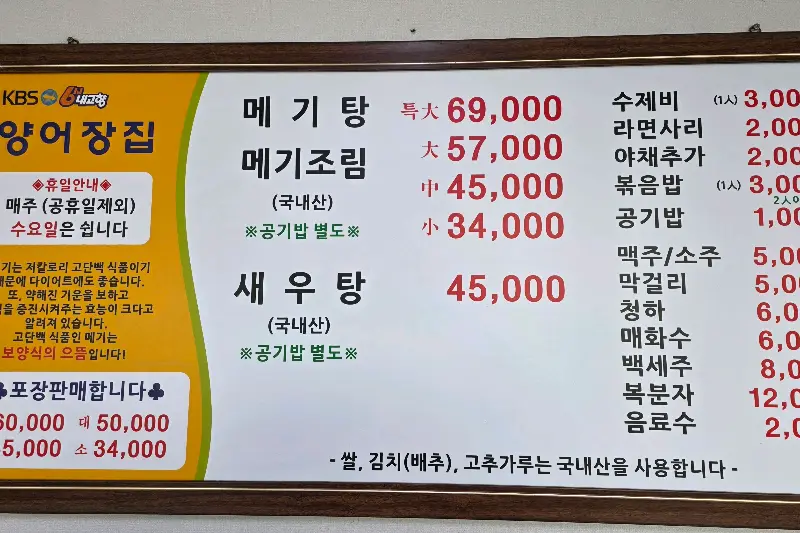 KBS 6시 내고향
양어장집
◈휴일안내◈
매주 (공휴일제외)
수요일은 쉽니다
기는 저칼로리 고단백 식품이기
때문에 다이어트에도 좋습니다.
또, 약해진 기운을 보하고
을 증진시켜주는 효능이 크다고
알려져 있습니다.
고단백 식품인 메기는
보양식의 으뜸입니다!
♣포장판매합니다♣
60,000 대 50,000
5,000 소 34,000
메기탕 특大 69,000
메기조림 大 57,000
(국내산) 中 45,000
※공기밥 별도※ 小 34,000
새우탕 45,000
(국내산)
※공기밥 별도※
수제비 (1人) 3,00
라면사리 2,00
야채추가 2,00
볶음밥 (1人) 3,00
2人이
공기밥 1,00
맥주/소주 5,00
막걸리 5,00
청하 6,0
매화수 6,0
백세주 8,0
복분자 12,0
음료수 2,0
- 쌀, 김치(배추), 고추가루는 국내산을 사용합니다 -